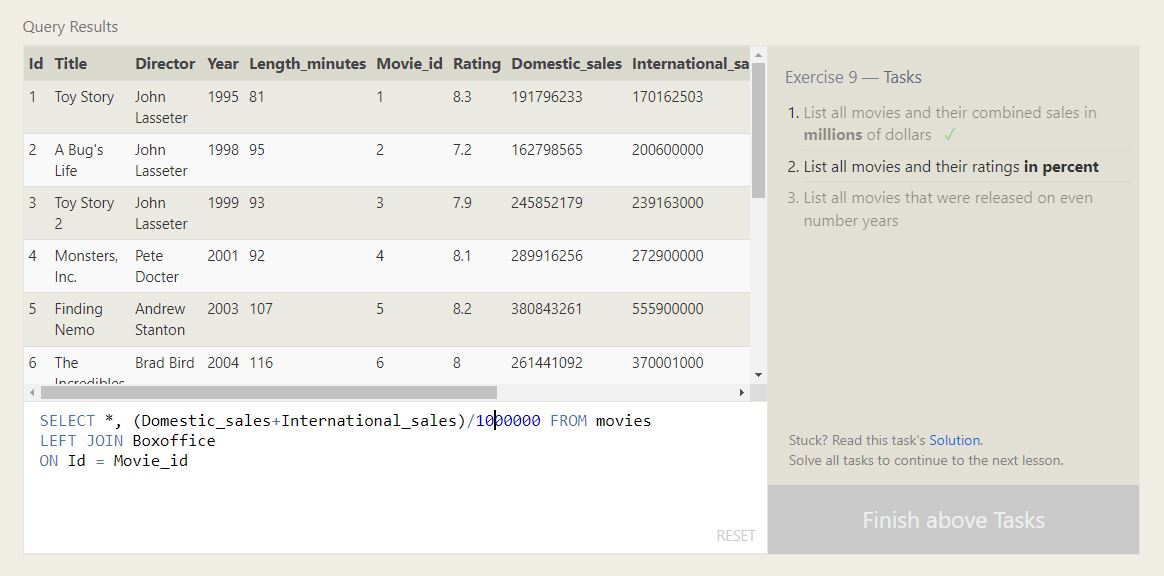 Query Results
Id Title Director Year Length_minutes Movie_id Rating Domestic_sales International_sa
1 Toy Story John 1995 81 1 8.3 191796233 170162503
Lasseter
2 A Bug's John 1998 95 2 7.2 162798565 200600000
Life Lasseter
3 Toy Story John 1999 93 3 7.9 245852179 239163000
2 Lasseter
4 Monsters, Pete 2001 92 4 8.1 289916256 272900000
Inc. Docter
5 Finding Andrew 2003 107 5 8.2 380843261 555900000
Nemo Stanton
6 The Brad Bird 2004 116 6 8 261441092 370001000
Incredibles
SELECT *, (Domestic_sales+International_sales)/1000000 FROM movies
LEFT JOIN Boxoffice
ON Id = Movie_id
RESET
Exercise 9 — Tasks
1. List all movies and their combined sales in
millions of dollars ✓
2. List all movies and their ratings in percent
3. List all movies that were released on even
number years
Stuck? Read this task's Solution.
Solve all tasks to continue to the next lesson.
Finish above Tasks